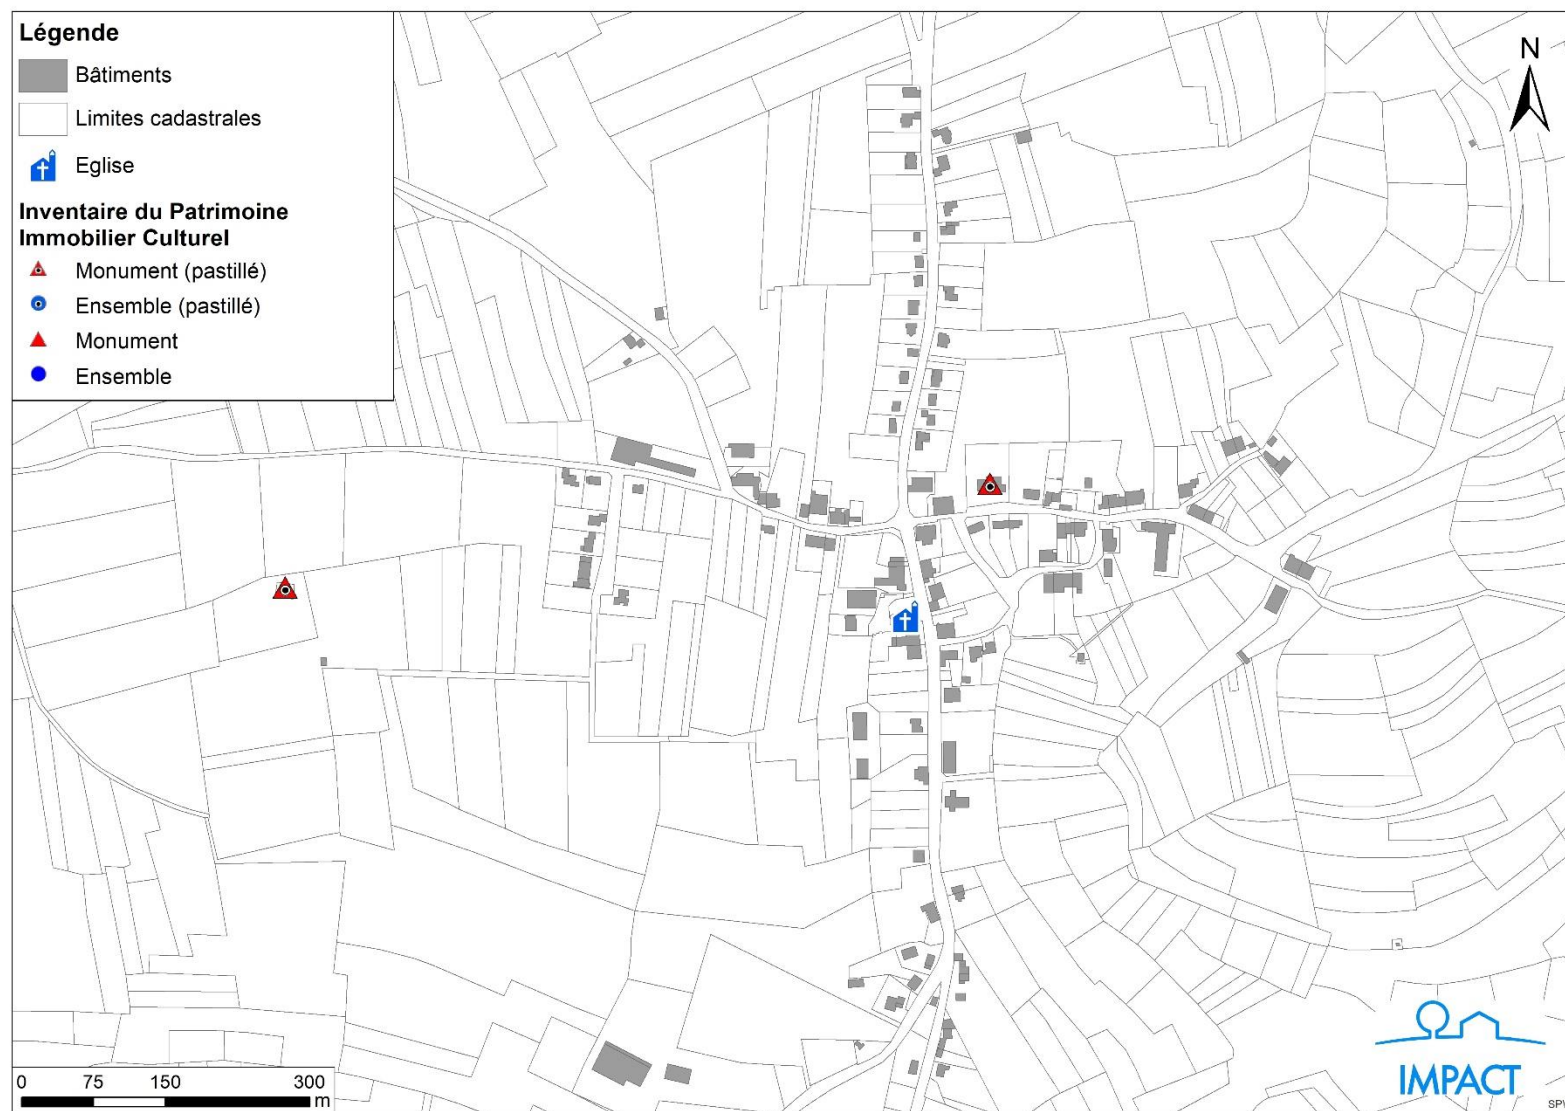 Légende
Bâtiments
Limites cadastrales
Eglise
Inventaire du Patrimoine
Immobilier Culturel
Monument (pastillé)
Ensemble (pastillé)
Monument
Ensemble
N
0 75 150 300
m
IMPACT